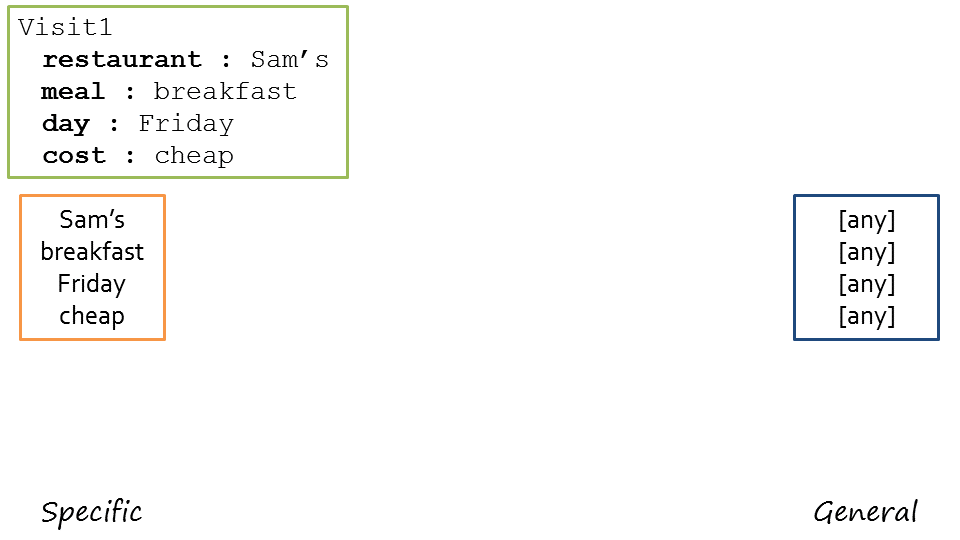 Visit1
restaurant : Sam’s
meal : breakfast
day : Friday
cost : cheap
Sam’s
breakfast
Friday
cheap
[any]
[any]
[any]
[any]
Specific
General